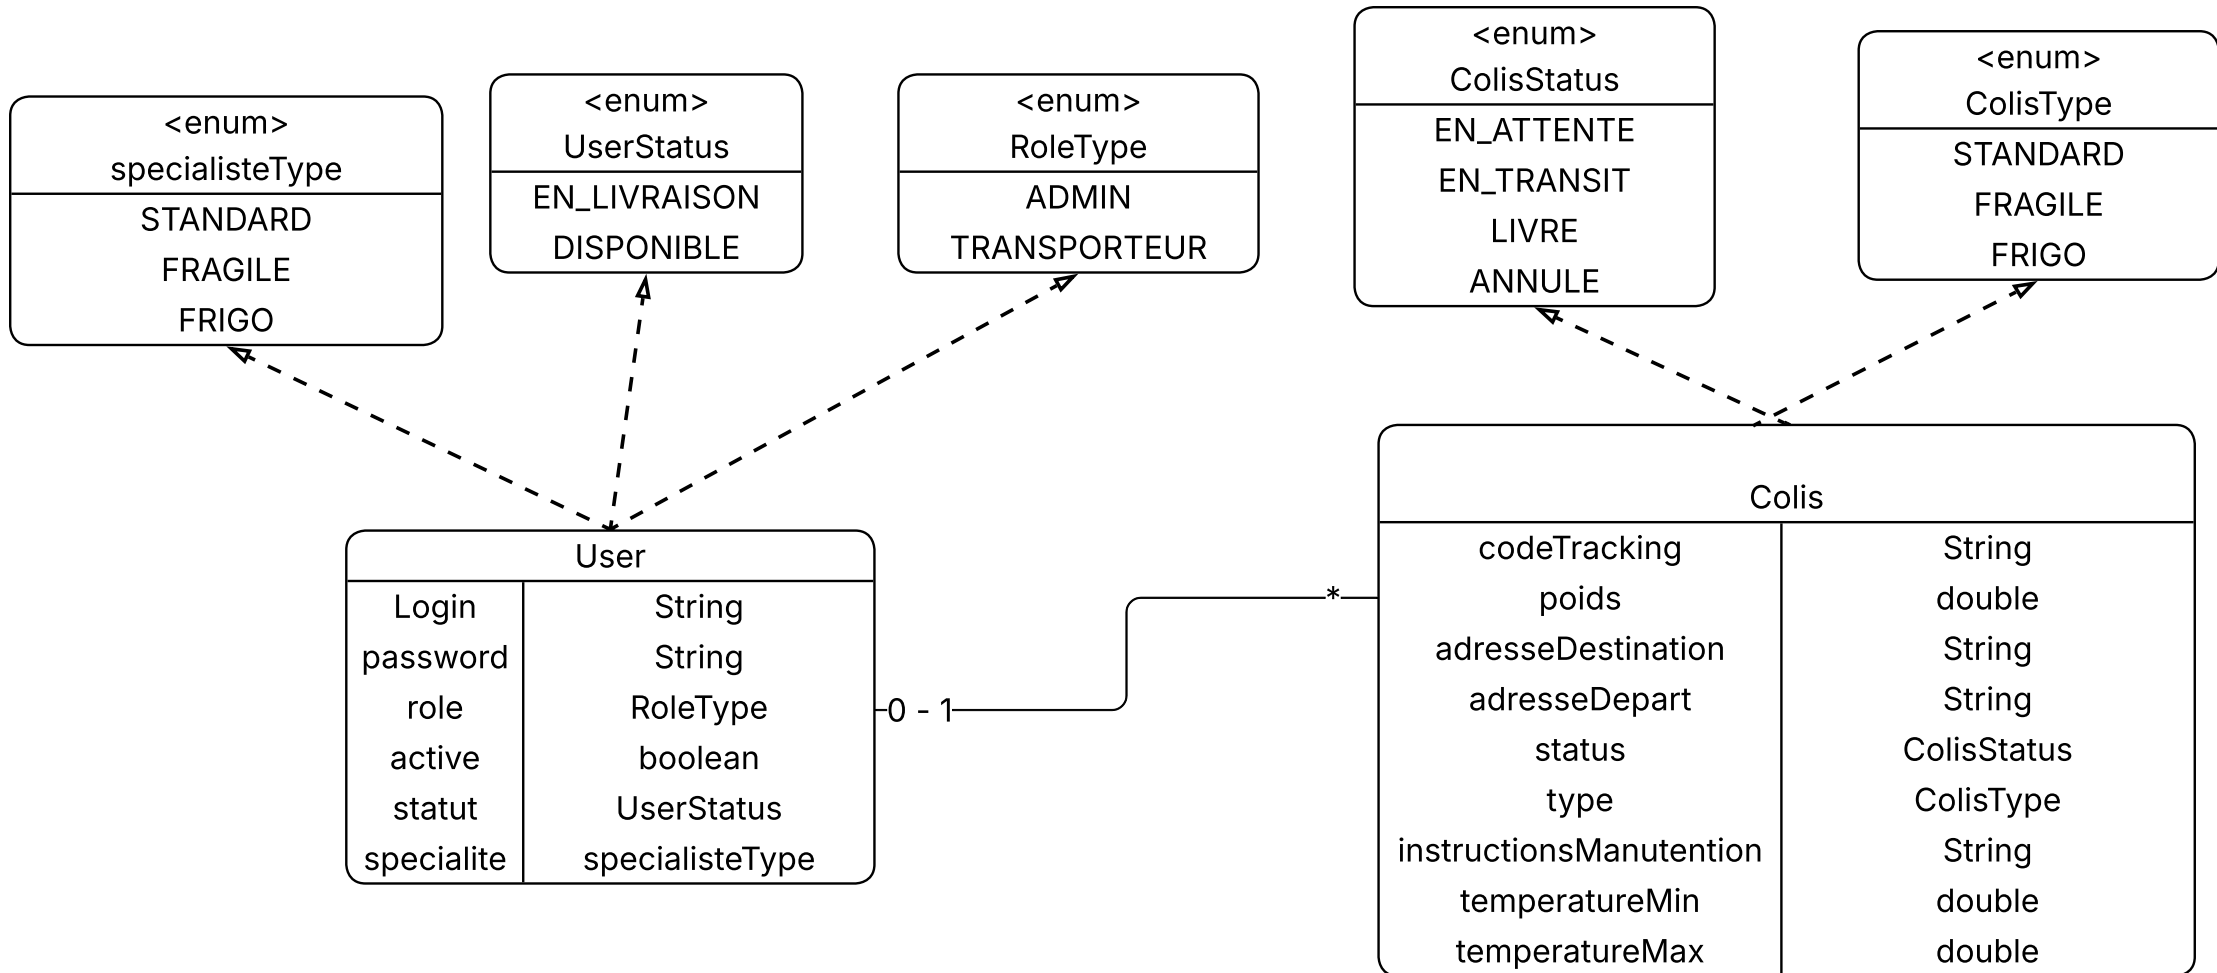 <enum>
specialisteType
STANDARD
FRAGILE
FRIGO
<enum>
UserStatus
EN_LIVRAISON
DISPONIBLE
<enum>
RoleType
ADMIN
TRANSPORTEUR
<enum>
ColisStatus
EN_ATTENTE
EN_TRANSIT
LIVRE
ANNULE
<enum>
ColisType
STANDARD
FRAGILE
FRIGO
User
Login String
password String
role RoleType
active boolean
statut UserStatus
specialite specialisteType
0 - 1
*
Colis
codeTracking String
poids double
adresseDestination String
adresseDepart String
status ColisStatus
type ColisType
instructionsManutention String
temperatureMin double
temperatureMax double